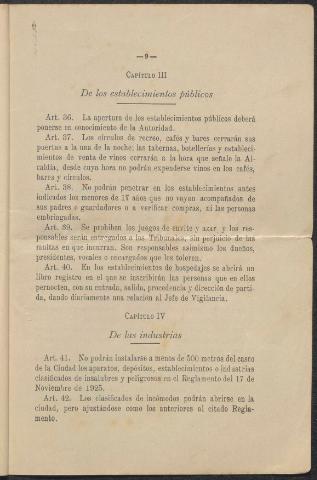 — 9 —
CAPÍTULO III
De los establecimientos públicos
Art. 36. La apertura de los establecimientos públicos deberá
ponerse en conocimiento de la Autoridad.
Art. 37. Los círculos de recreo, cafés y bares cerrarán sus
puertas a la una de la noche; las tabernas, botellerías y estableci-
mientos de venta de vinos cerrarán a la hora que señale la Al-
caldía, desde cuya hora no podrán expenderse vinos en los cafés,
bares y círculos.
Art. 38. No podrán penetrar en los establecimientos antes
indicados los menores de 17 años que no vayan acompañados de
sus padres o guardadores o a verificar compras, ni las personas
embriagadas.
Art. 39. Se prohiben los juegos de envite y azar, y los res-
ponsables serán entregados a los Tribunales, sin perjuicio de las
multas en que incurran. Son responsables asimismo los dueños,
presidentes, vocales o encargados que los toleren.
Art. 40. En los establecimientos de hospedajes se abrirá un
libro registro en el que se inscribirán las personas que en ellas
pernocten, con su entrada, salida, procedencia y dirección de parti-
da, dando diariamente una relación al Jefe de Vigilancia.
CAPÍTULO IV
De las industrias
Art. 41. No podrán instalarse a menos de 500 metros del casco
de la Ciudad los aparatos, depósitos, establecimientos o industrias
clasificados de insalubres y peligrosos en el Reglamento del 17 de
Noviembre de 1925.
Art. 42. Los clasificados de incómodos podrán abrirse en la
ciudad, pero ajustándose como los anteriores al citado Regla-
mento.